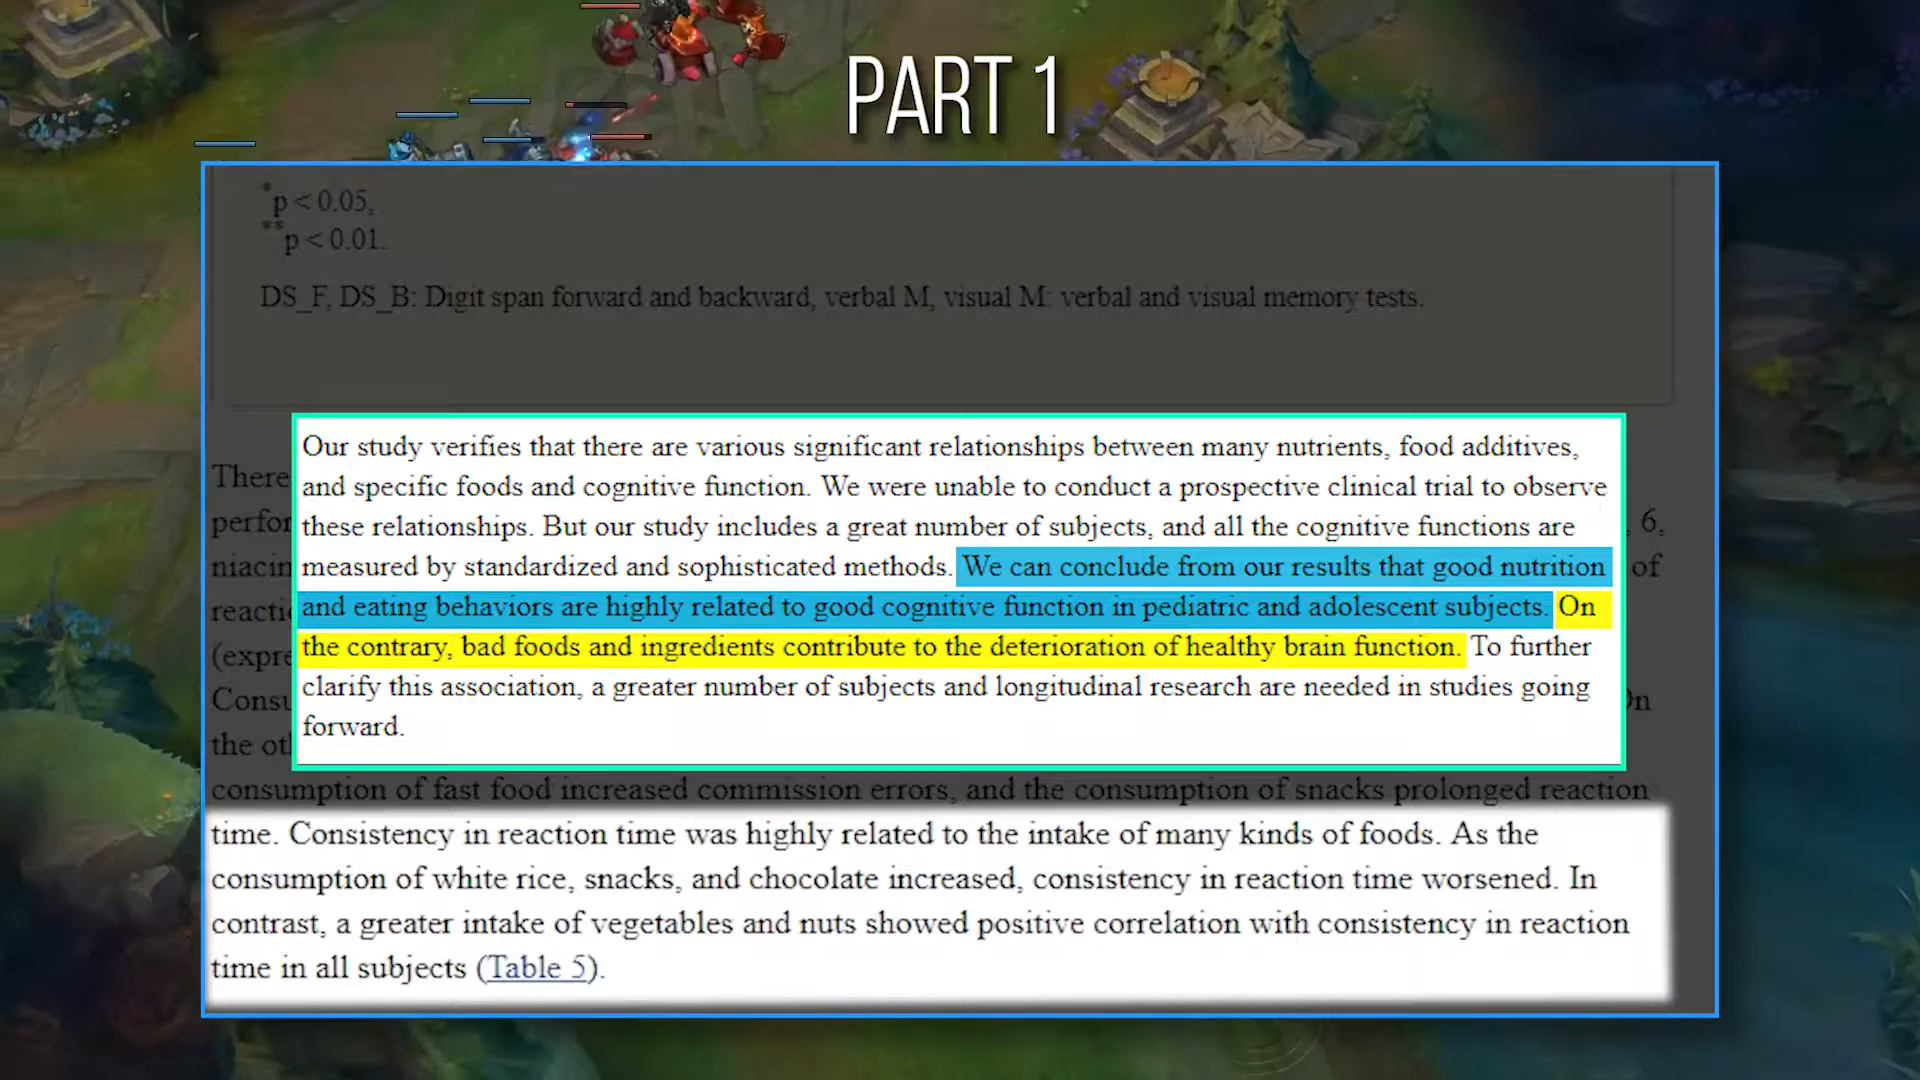 PART 1
*p < 0.05,
**p < 0.01.
DS_F, DS_B: Digit span forward and backward, verbal M, visual M: verbal and visual memory tests.
Our study verifies that there are various significant relationships between many nutrients, food additives,
and specific foods and cognitive function. We were unable to conduct a prospective clinical trial to observe
these relationships. But our study includes a great number of subjects, and all the cognitive functions are
measured by standardized and sophisticated methods. We can conclude from our results that good nutrition
and eating behaviors are highly related to good cognitive function in pediatric and adolescent subjects. On
the contrary, bad foods and ingredients contribute to the deterioration of healthy brain function. To further
clarify this association, a greater number of subjects and longitudinal research are needed in studies going
forward.
There
6,
of
the
consumption of fast food increased commission errors, and the consumption of snacks prolonged reaction
time. Consistency in reaction time was highly related to the intake of many kinds of foods. As the
consumption of white rice, snacks, and chocolate increased, consistency in reaction time worsened. In
contrast, a greater intake of vegetables and nuts showed positive correlation with consistency in reaction
time in all subjects (Table 5).